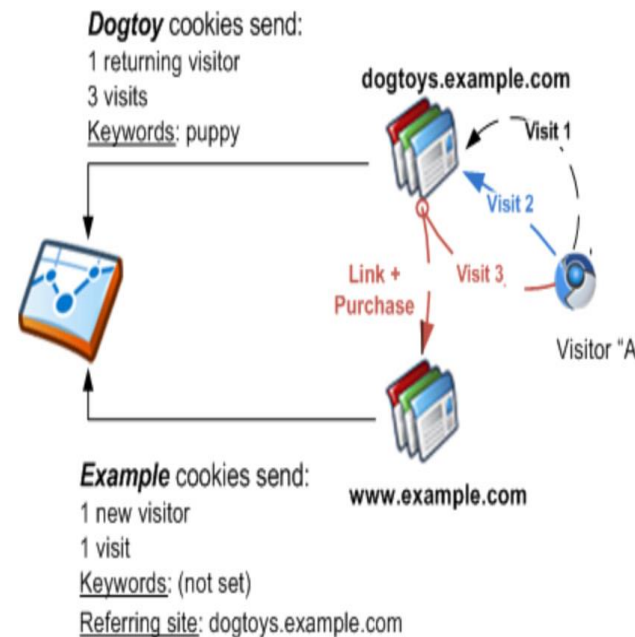 Dogtoy cookies send:
1 returning visitor
3 visits
Keywords: puppy
dogtoys.example.com
Visit 1
Visit 2
Visit 3
Link +
Purchase
Visitor “A
www.example.com
Example cookies send:
1 new visitor
1 visit
Keywords: (not set)
Referring site: dogtoys.example.com